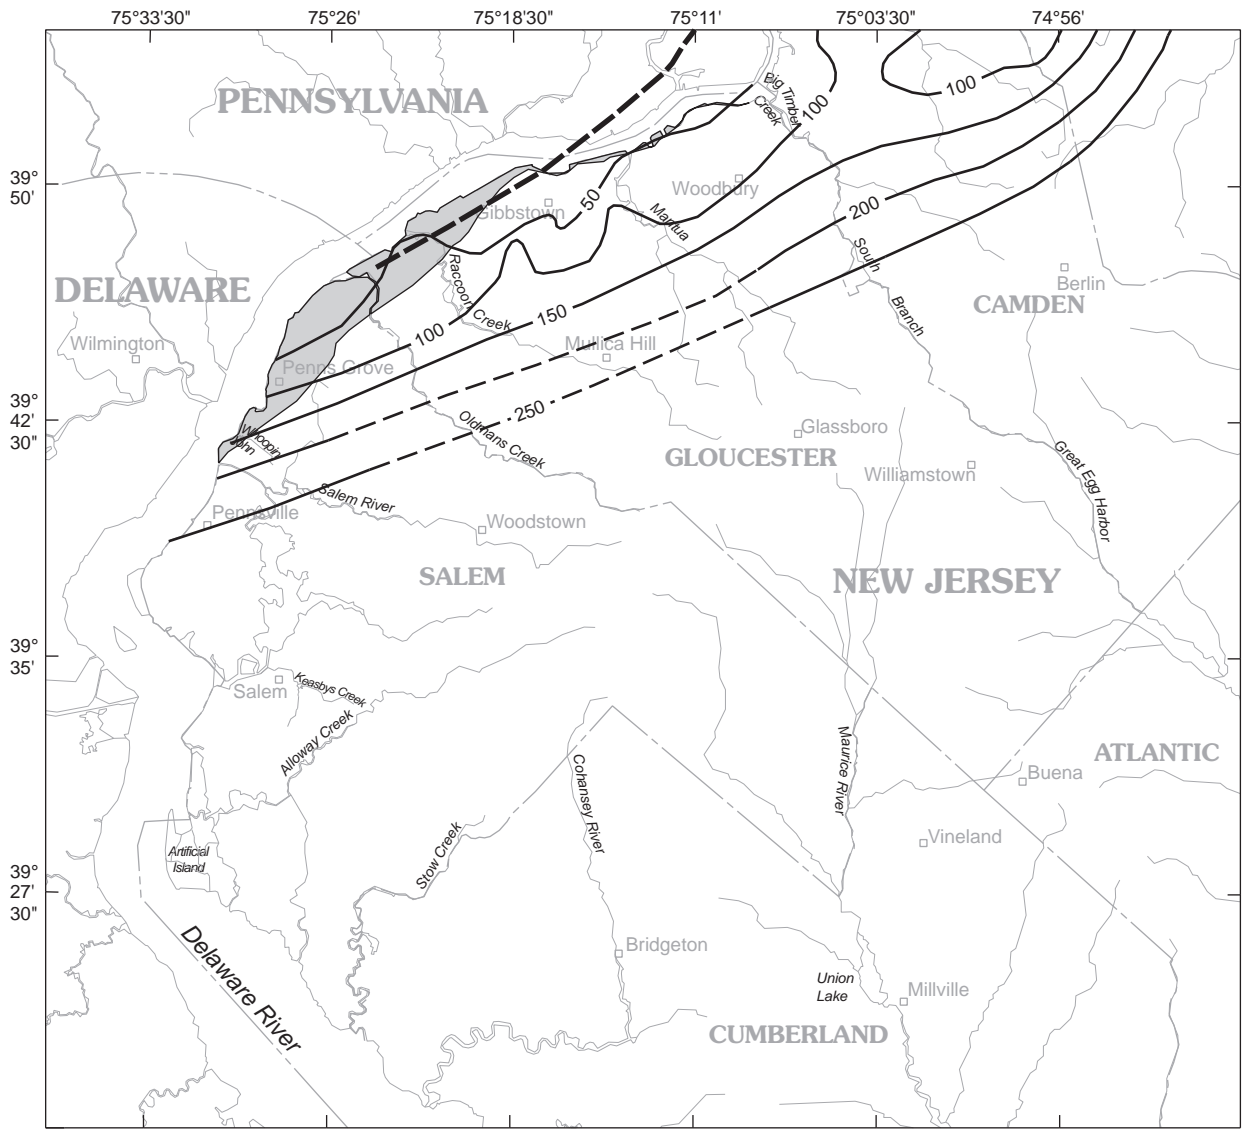 75°33'30"
75°26'
75°18'30"
75°11'
75°03'30"
74°56'
PENNSYLVANIA
Big Timber
Creek
100
100
39°
50'
Woodbury
Gibbstown
50
Mantua
200
South
Branch
DELAWARE
Raccoon
Creek
Berlin
CAMDEN
150
100
Wilmington
Mullica Hill
Penns Grove
39°
42'
30"
250
Whoopin
John
Oldmans Creek
Glassboro
GLOUCESTER
Williamstown
Great Egg Harbor
Salem River
Pennsville
Woodstown
SALEM
NEW JERSEY
39°
35'
Salem
Keasbys Creek
Alloway Creek
Maurice River
ATLANTIC
Cohansey River
Buena
Stow Creek
Vineland
Artificial
Island
39°
27'
30"
Delaware River
Bridgeton
Union
Lake
Millville
CUMBERLAND